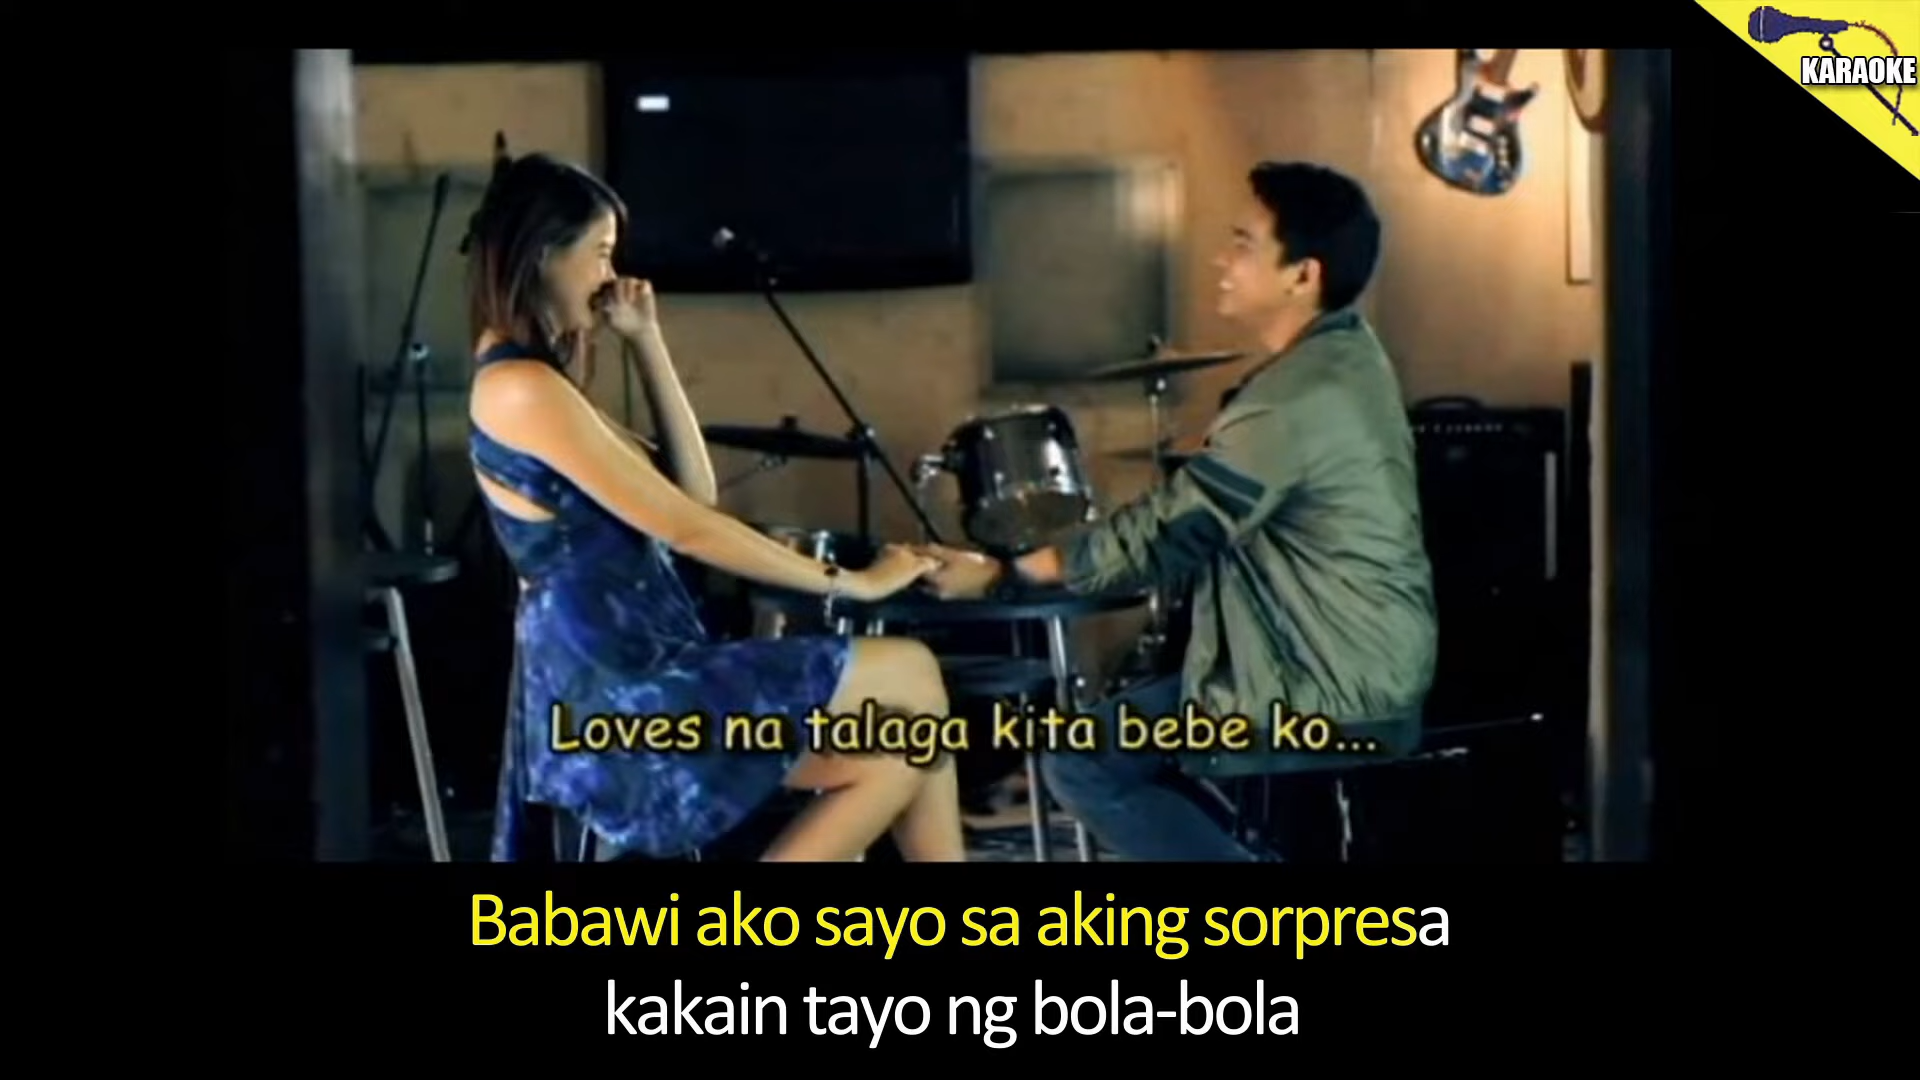 KARAOKE
Loves na talaga kita bebe ko...
Babawi ako sayo sa aking sorpresa
kakain tayo ng bola-bola